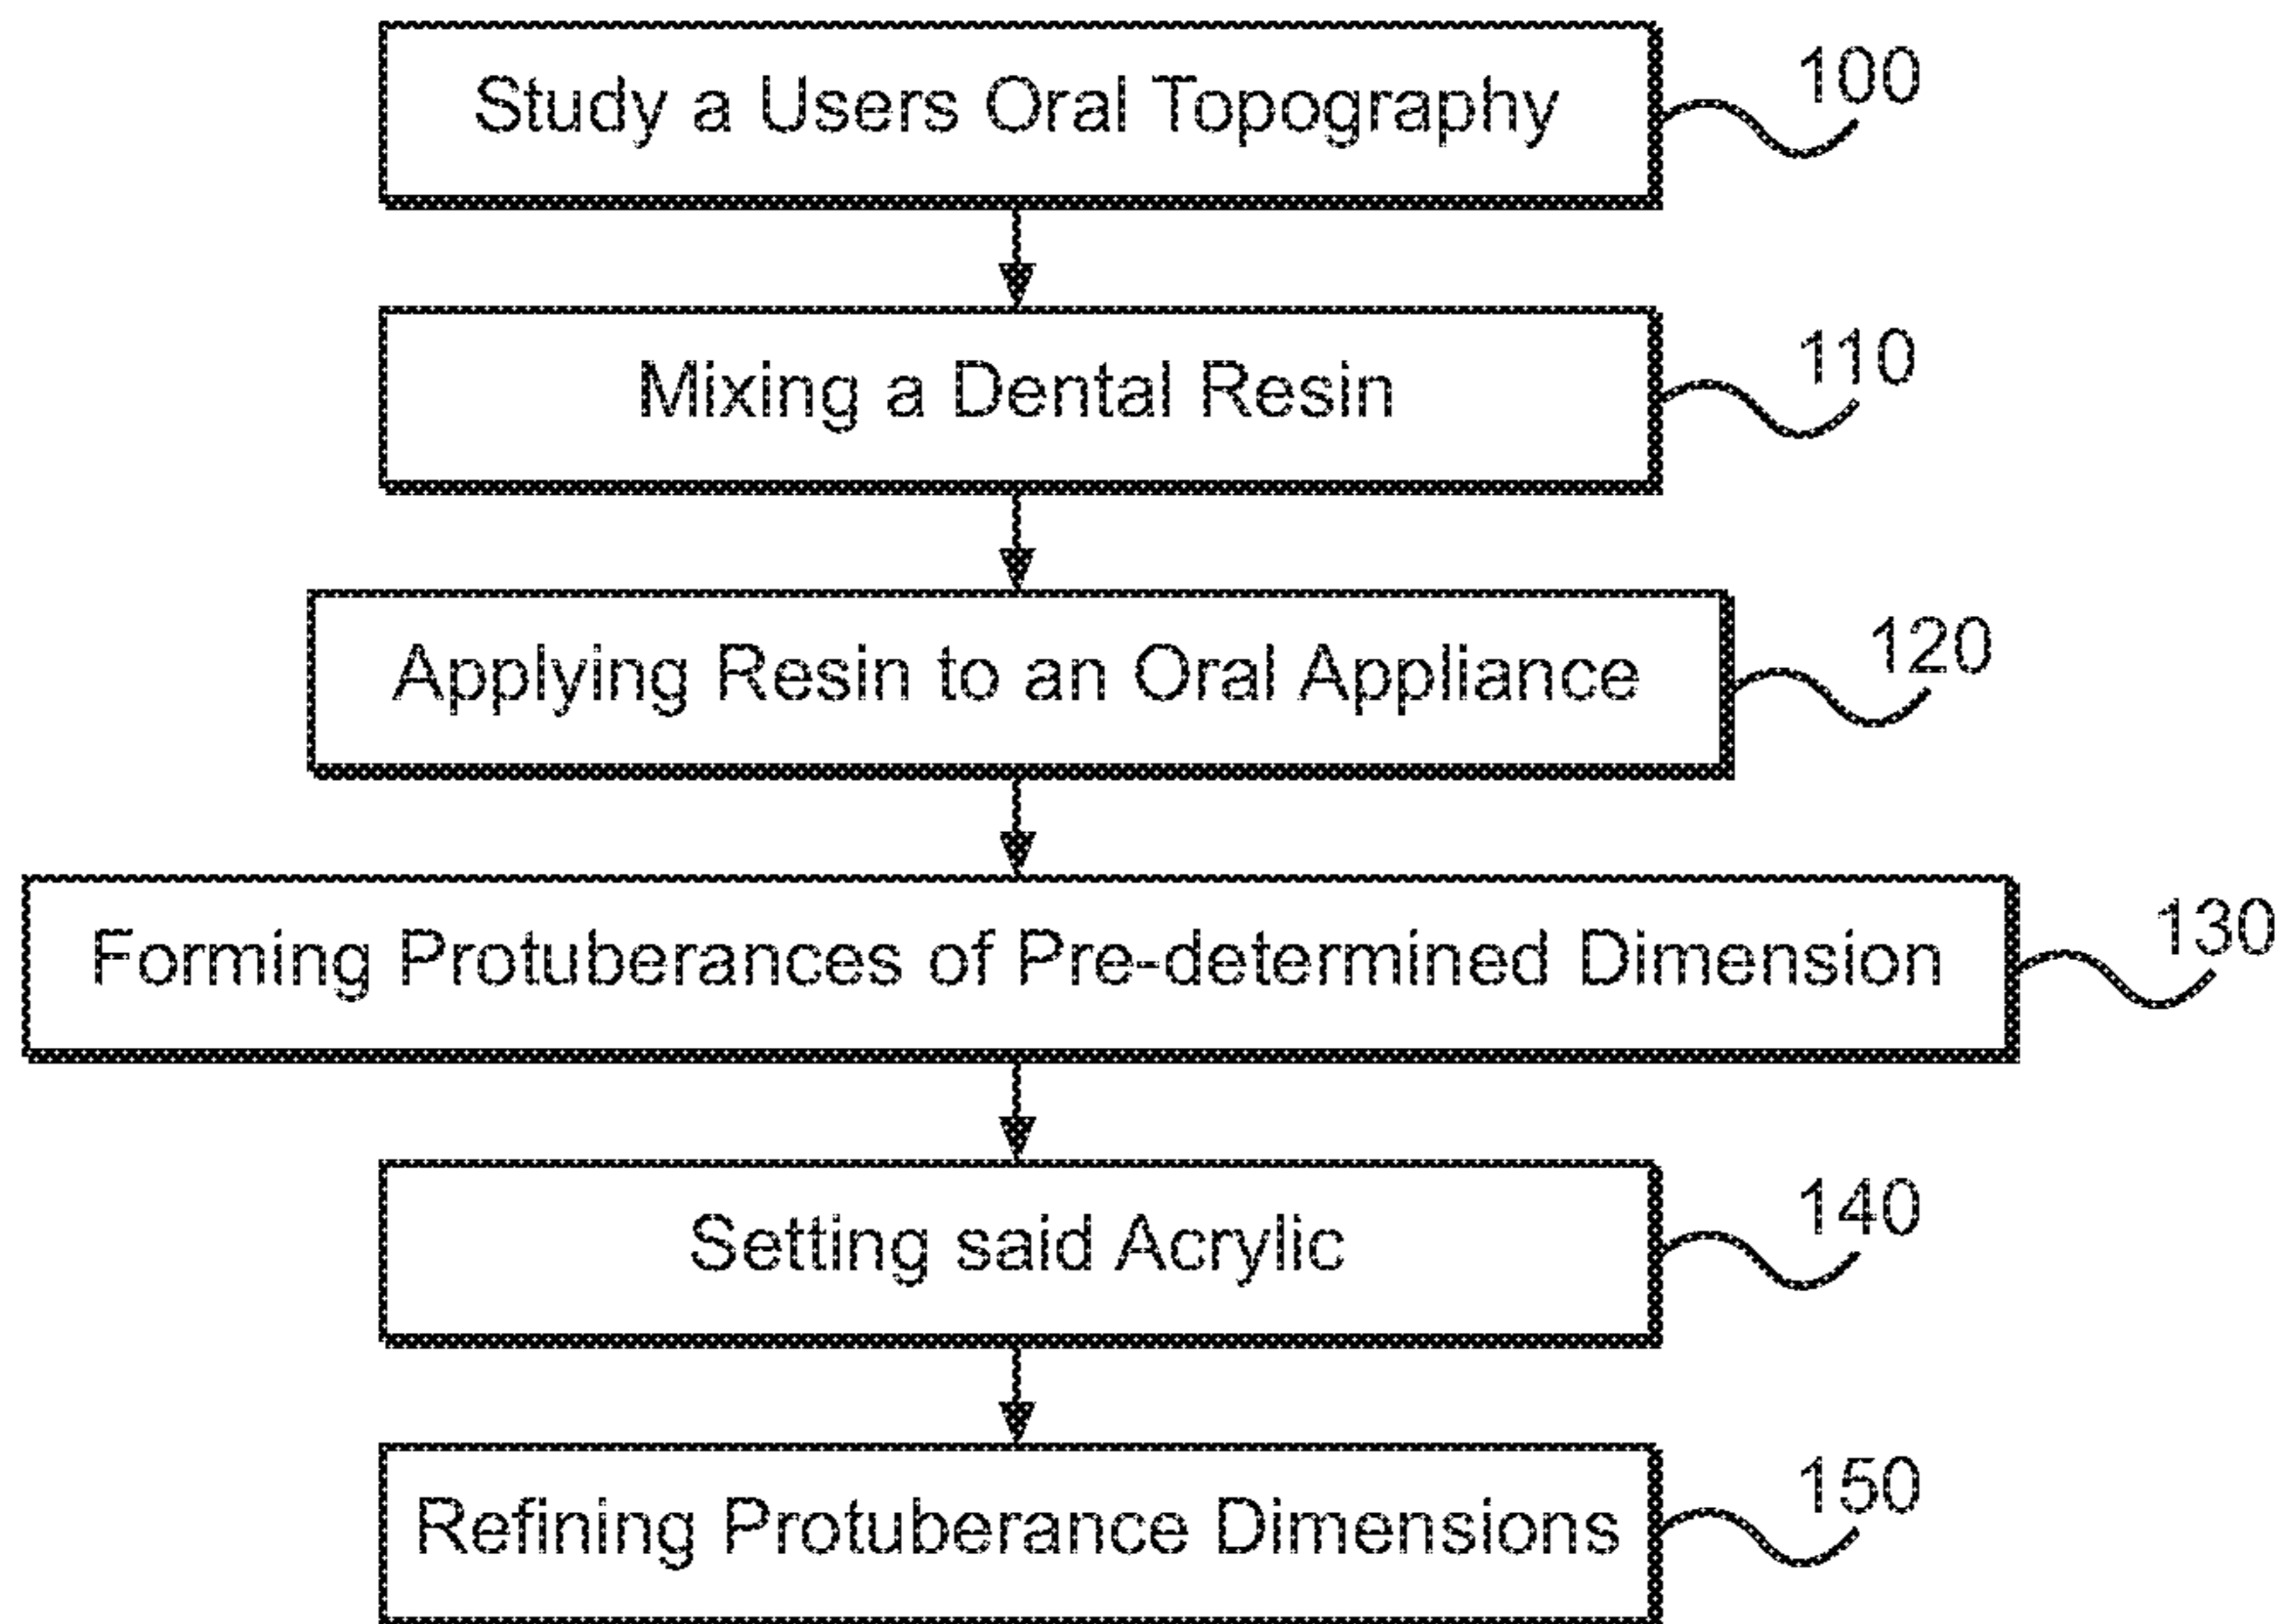 Study a Users Oral Topography
100
Mixing a Dental Resin
110
Applying Resin to an Oral Appliance
120
Forming Protuberances of Pre-determined Dimension
130
Setting said Acrylic
140
Refining Protuberance Dimensions
150